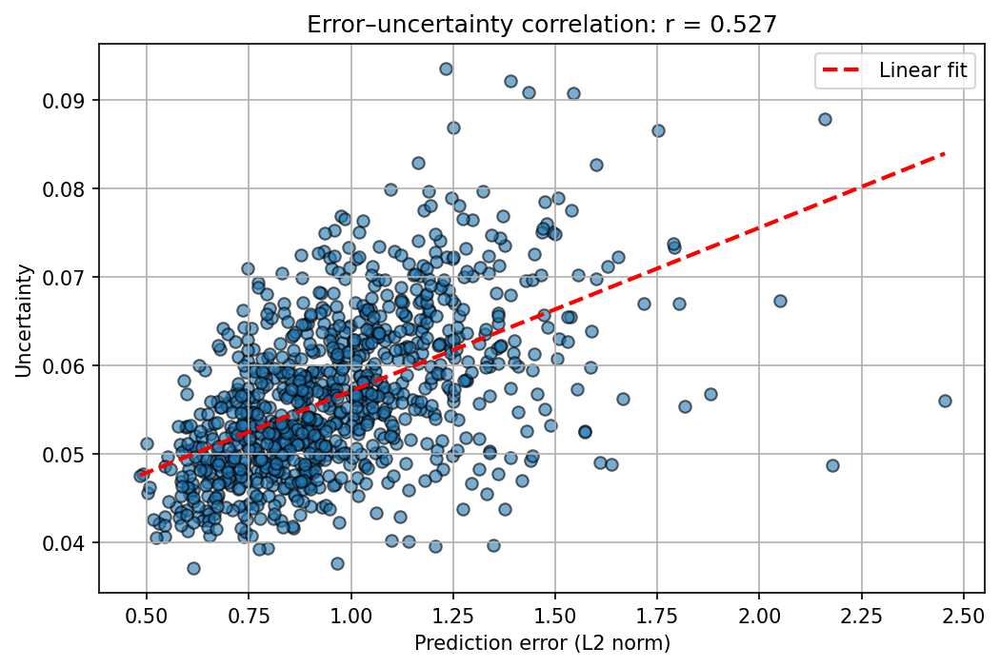 Error–uncertainty correlation: r = 0.527
Linear fit
0.09
0.08
0.07
0.06
0.05
0.04
Uncertainty
0.50 0.75 1.00 1.25 1.50 1.75 2.00 2.25 2.50
Prediction error (L2 norm)